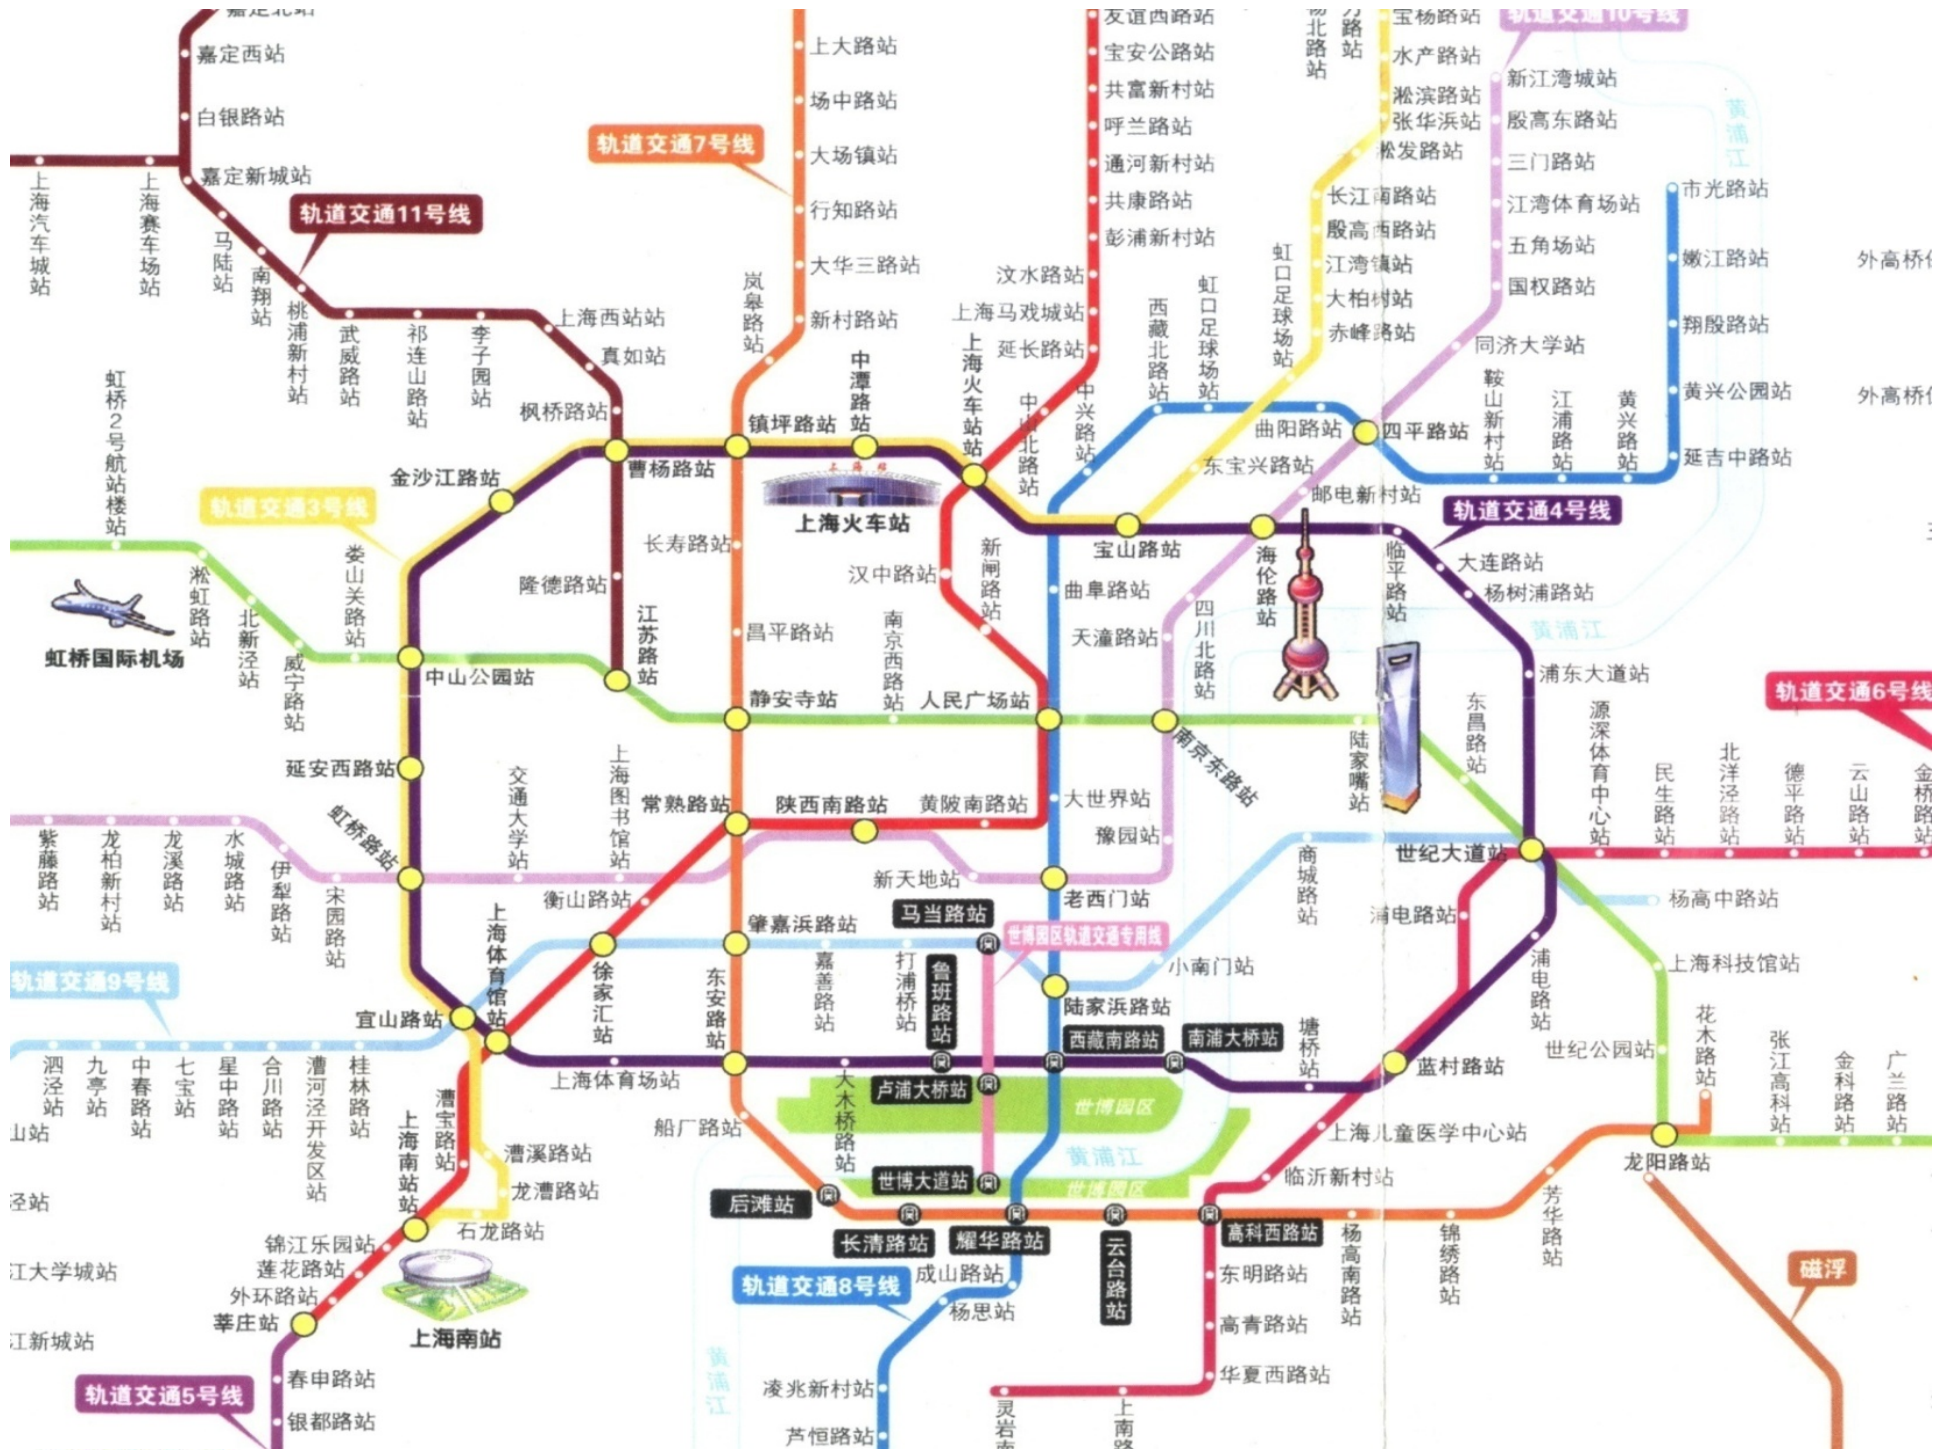 嘉定西站
白银路站
嘉定新城站
上海汽车城站
上海赛车场站
轨道交通11号线
马陆站
南翔站
桃浦新村站
武威路站
祁连山路站
李子园站
上海西站站
真如站
枫桥路站
曹杨路站
隆德路站
江苏路站
轨道交通7号线
上大路站
场中路站
大场镇站
行知路站
大华三路站
新村路站
岚皋路站
镇坪路站
长寿路站
昌平路站
静安寺站
常熟路站
肇嘉浜路站
东安路站
船厂路站
后滩站
长清路站
耀华路站
云台路站
高科西路站
杨高南路站
锦绣路站
芳华路站
龙阳路站
花木路站
友谊西路站
宝安公路站
共富新村站
呼兰路站
通河新村站
共康路站
彭浦新村站
汶水路站
上海马戏城站
延长路站
中山北路站
上海火车站站
汉中路站
新闸路站
人民广场站
黄陂南路站
陕西南路站
衡山路站
徐家汇站
上海体育馆站
漕宝路站
上海南站站
锦江乐园站
莲花路站
外环路站
莘庄站
轨道交通5号线
春申路站
银都路站
宝杨路站
水产路站
淞滨路站
张华浜站
淞发路站
长江南路站
殷高西路站
江湾镇站
大柏树站
赤峰路站
虹口足球场站
东宝兴路站
宝山路站
中潭路站
上海火车站
金沙江路站
轨道交通3号线
中山公园站
延安西路站
虹桥路站
宜山路站
漕溪路站
龙漕路站
石龙路站
上海南站
轨道交通10号线
新江湾城站
殷高东路站
三门路站
江湾体育场站
五角场站
国权路站
同济大学站
四平路站
邮电新村站
海伦路站
四川北路站
天潼路站
南京东路站
豫园站
老西门站
新天地站
上海图书馆站
交通大学站
宋园路站
伊犁路站
水城路站
龙溪路站
龙柏新村站
紫藤路站
市光路站
嫩江路站
翔殷路站
黄兴公园站
延吉中路站
黄兴路站
江浦路站
鞍山新村站
曲阳路站
虹口足球场站
西藏北路站
中兴路站
曲阜路站
大世界站
陆家浜路站
西藏南路站
成山路站
杨思站
轨道交通8号线
凌兆新村站
芦恒路站
轨道交通4号线
临平路站
大连路站
杨树浦路站
浦东大道站
世纪大道站
浦电路站
蓝村路站
塘桥站
南浦大桥站
鲁班路站
大木桥路站
上海体育场站
虹桥2号航站楼站
淞虹路站
北新泾站
威宁路站
娄山关路站
虹桥国际机场
南京西路站
陆家嘴站
东昌路站
上海科技馆站
世纪公园站
张江高科站
金科路站
广兰路站
轨道交通9号线
泗泾站
九亭站
中春路站
七宝站
星中路站
合川路站
漕河泾开发区站
桂林路站
嘉善路站
打浦桥站
马当路站
小南门站
商城路站
杨高中路站
世博园区轨道交通专用线
卢浦大桥站
世博大道站
世博园区
世博园区
黄浦江
黄浦江
黄浦江
黄浦江
轨道交通6号线
源深体育中心站
民生路站
北洋泾路站
德平路站
云山路站
浦电路站
上海儿童医学中心站
临沂新村站
东明路站
高青路站
华夏西路站
磁浮
江大学城站
江新城站